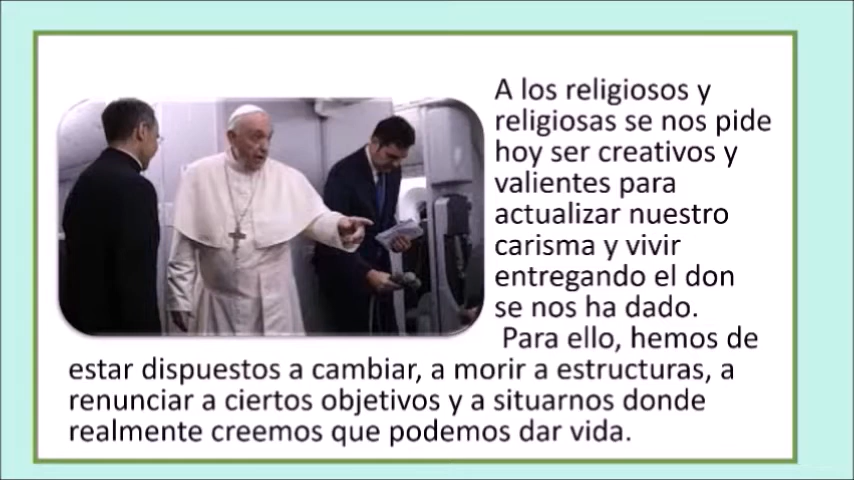 A los religiosos y
religiosas se nos pide
hoy ser creativos y
valientes para
actualizar nuestro
carisma y vivir
entregando el don
se nos ha dado.
Para ello, hemos de
estar dispuestos a cambiar, a morir a estructuras, a
renunciar a ciertos objetivos y a situarnos donde
realmente creemos que podemos dar vida.